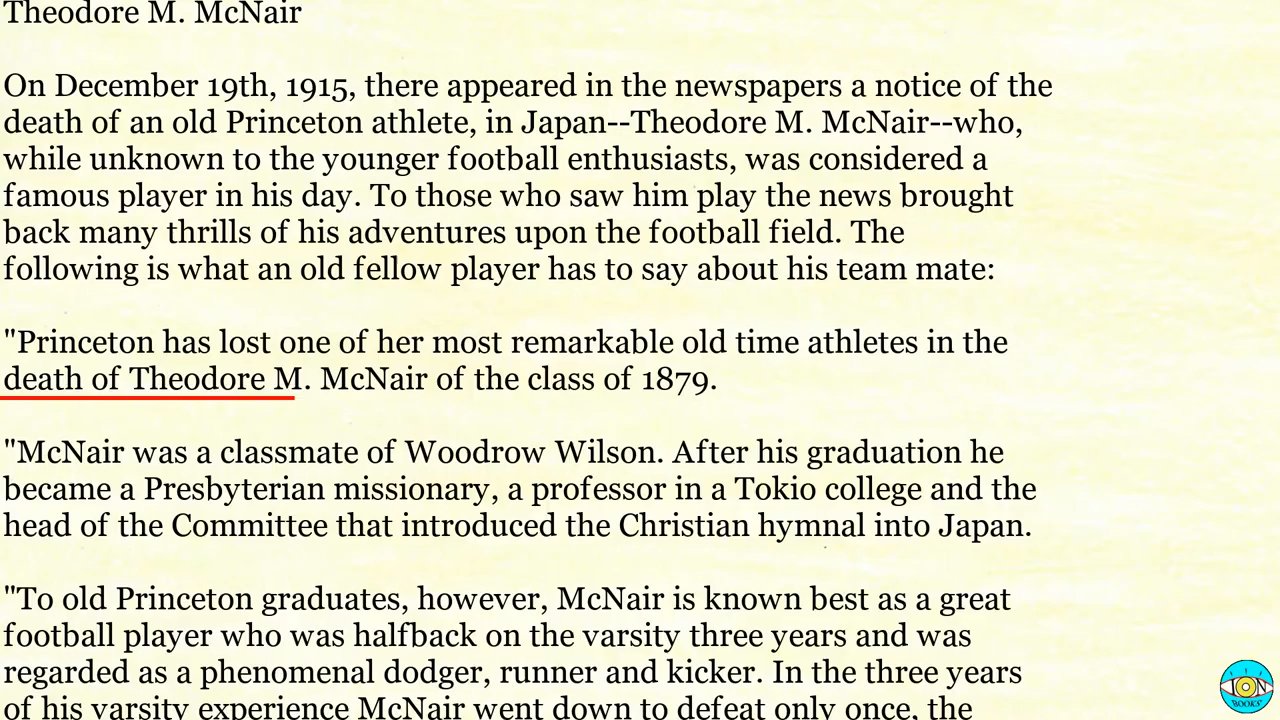 Theodore M. McNair
On December 19th, 1915, there appeared in the newspapers a notice of the
death of an old Princeton athlete, in Japan--Theodore M. McNair--who,
while unknown to the younger football enthusiasts, was considered a
famous player in his day. To those who saw him play the news brought
back many thrills of his adventures upon the football field. The
following is what an old fellow player has to say about his team mate:
"Princeton has lost one of her most remarkable old time athletes in the
death of Theodore M. McNair of the class of 1879.
"McNair was a classmate of Woodrow Wilson. After his graduation he
became a Presbyterian missionary, a professor in a Tokio college and the
head of the Committee that introduced the Christian hymnal into Japan.
"To old Princeton graduates, however, McNair is known best as a great
football player who was halfback on the varsity three years and was
regarded as a phenomenal dodger, runner and kicker. In the three years
of his varsity experience McNair went down to defeat only once, the
ION
BOOKS